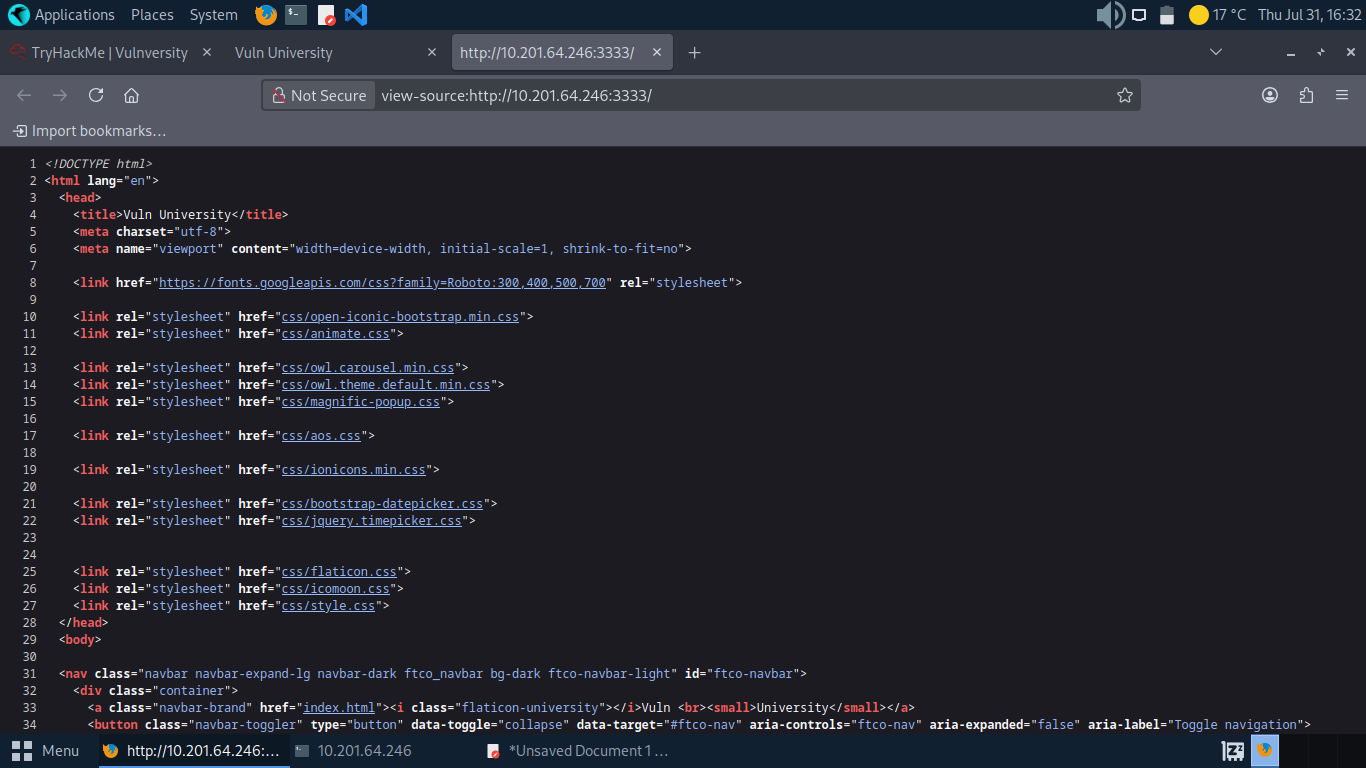 Applications Places System 17 °C Thu Jul 31, 16:32
TryHackMe | Vulnversity × Vuln University × http://10.201.64.246:3333/ × +
Not Secure view-source:http://10.201.64.246:3333/
Import bookmarks…
1 <!DOCTYPE html>
2 <html lang="en">
3 <head>
4 <title>Vuln University</title>
5 <meta charset="utf-8">
6 <meta name="viewport" content="width=device-width, initial-scale=1, shrink-to-fit=no">
7
8 <link href="https://fonts.googleapis.com/css?family=Roboto:300,400,500,700" rel="stylesheet">
9
10 <link rel="stylesheet" href="css/open-iconic-bootstrap.min.css">
11 <link rel="stylesheet" href="css/animate.css">
12
13 <link rel="stylesheet" href="css/owl.carousel.min.css">
14 <link rel="stylesheet" href="css/owl.theme.default.min.css">
15 <link rel="stylesheet" href="css/magnific-popup.css">
16
17 <link rel="stylesheet" href="css/aos.css">
18
19 <link rel="stylesheet" href="css/ionicons.min.css">
20
21 <link rel="stylesheet" href="css/bootstrap-datepicker.css">
22 <link rel="stylesheet" href="css/jquery.timepicker.css">
23
24
25 <link rel="stylesheet" href="css/flaticon.css">
26 <link rel="stylesheet" href="css/icomoon.css">
27 <link rel="stylesheet" href="css/style.css">
28 </head>
29 <body>
30
31 <nav class="navbar navbar-expand-lg navbar-dark ftco_navbar bg-dark ftco-navbar-light" id="ftco-navbar">
32 <div class="container">
33 <a class="navbar-brand" href="index.html"><i class="flaticon-university"></i>Vuln <br><small>University</small></a>
34 <button class="navbar-toggler" type="button" data-toggle="collapse" data-target="#ftco-nav" aria-controls="ftco-nav" aria-expanded="false" aria-label="Toggle navigation">
Menu http://10.201.64.246:... 10.201.64.246 *Unsaved Document 1 ...